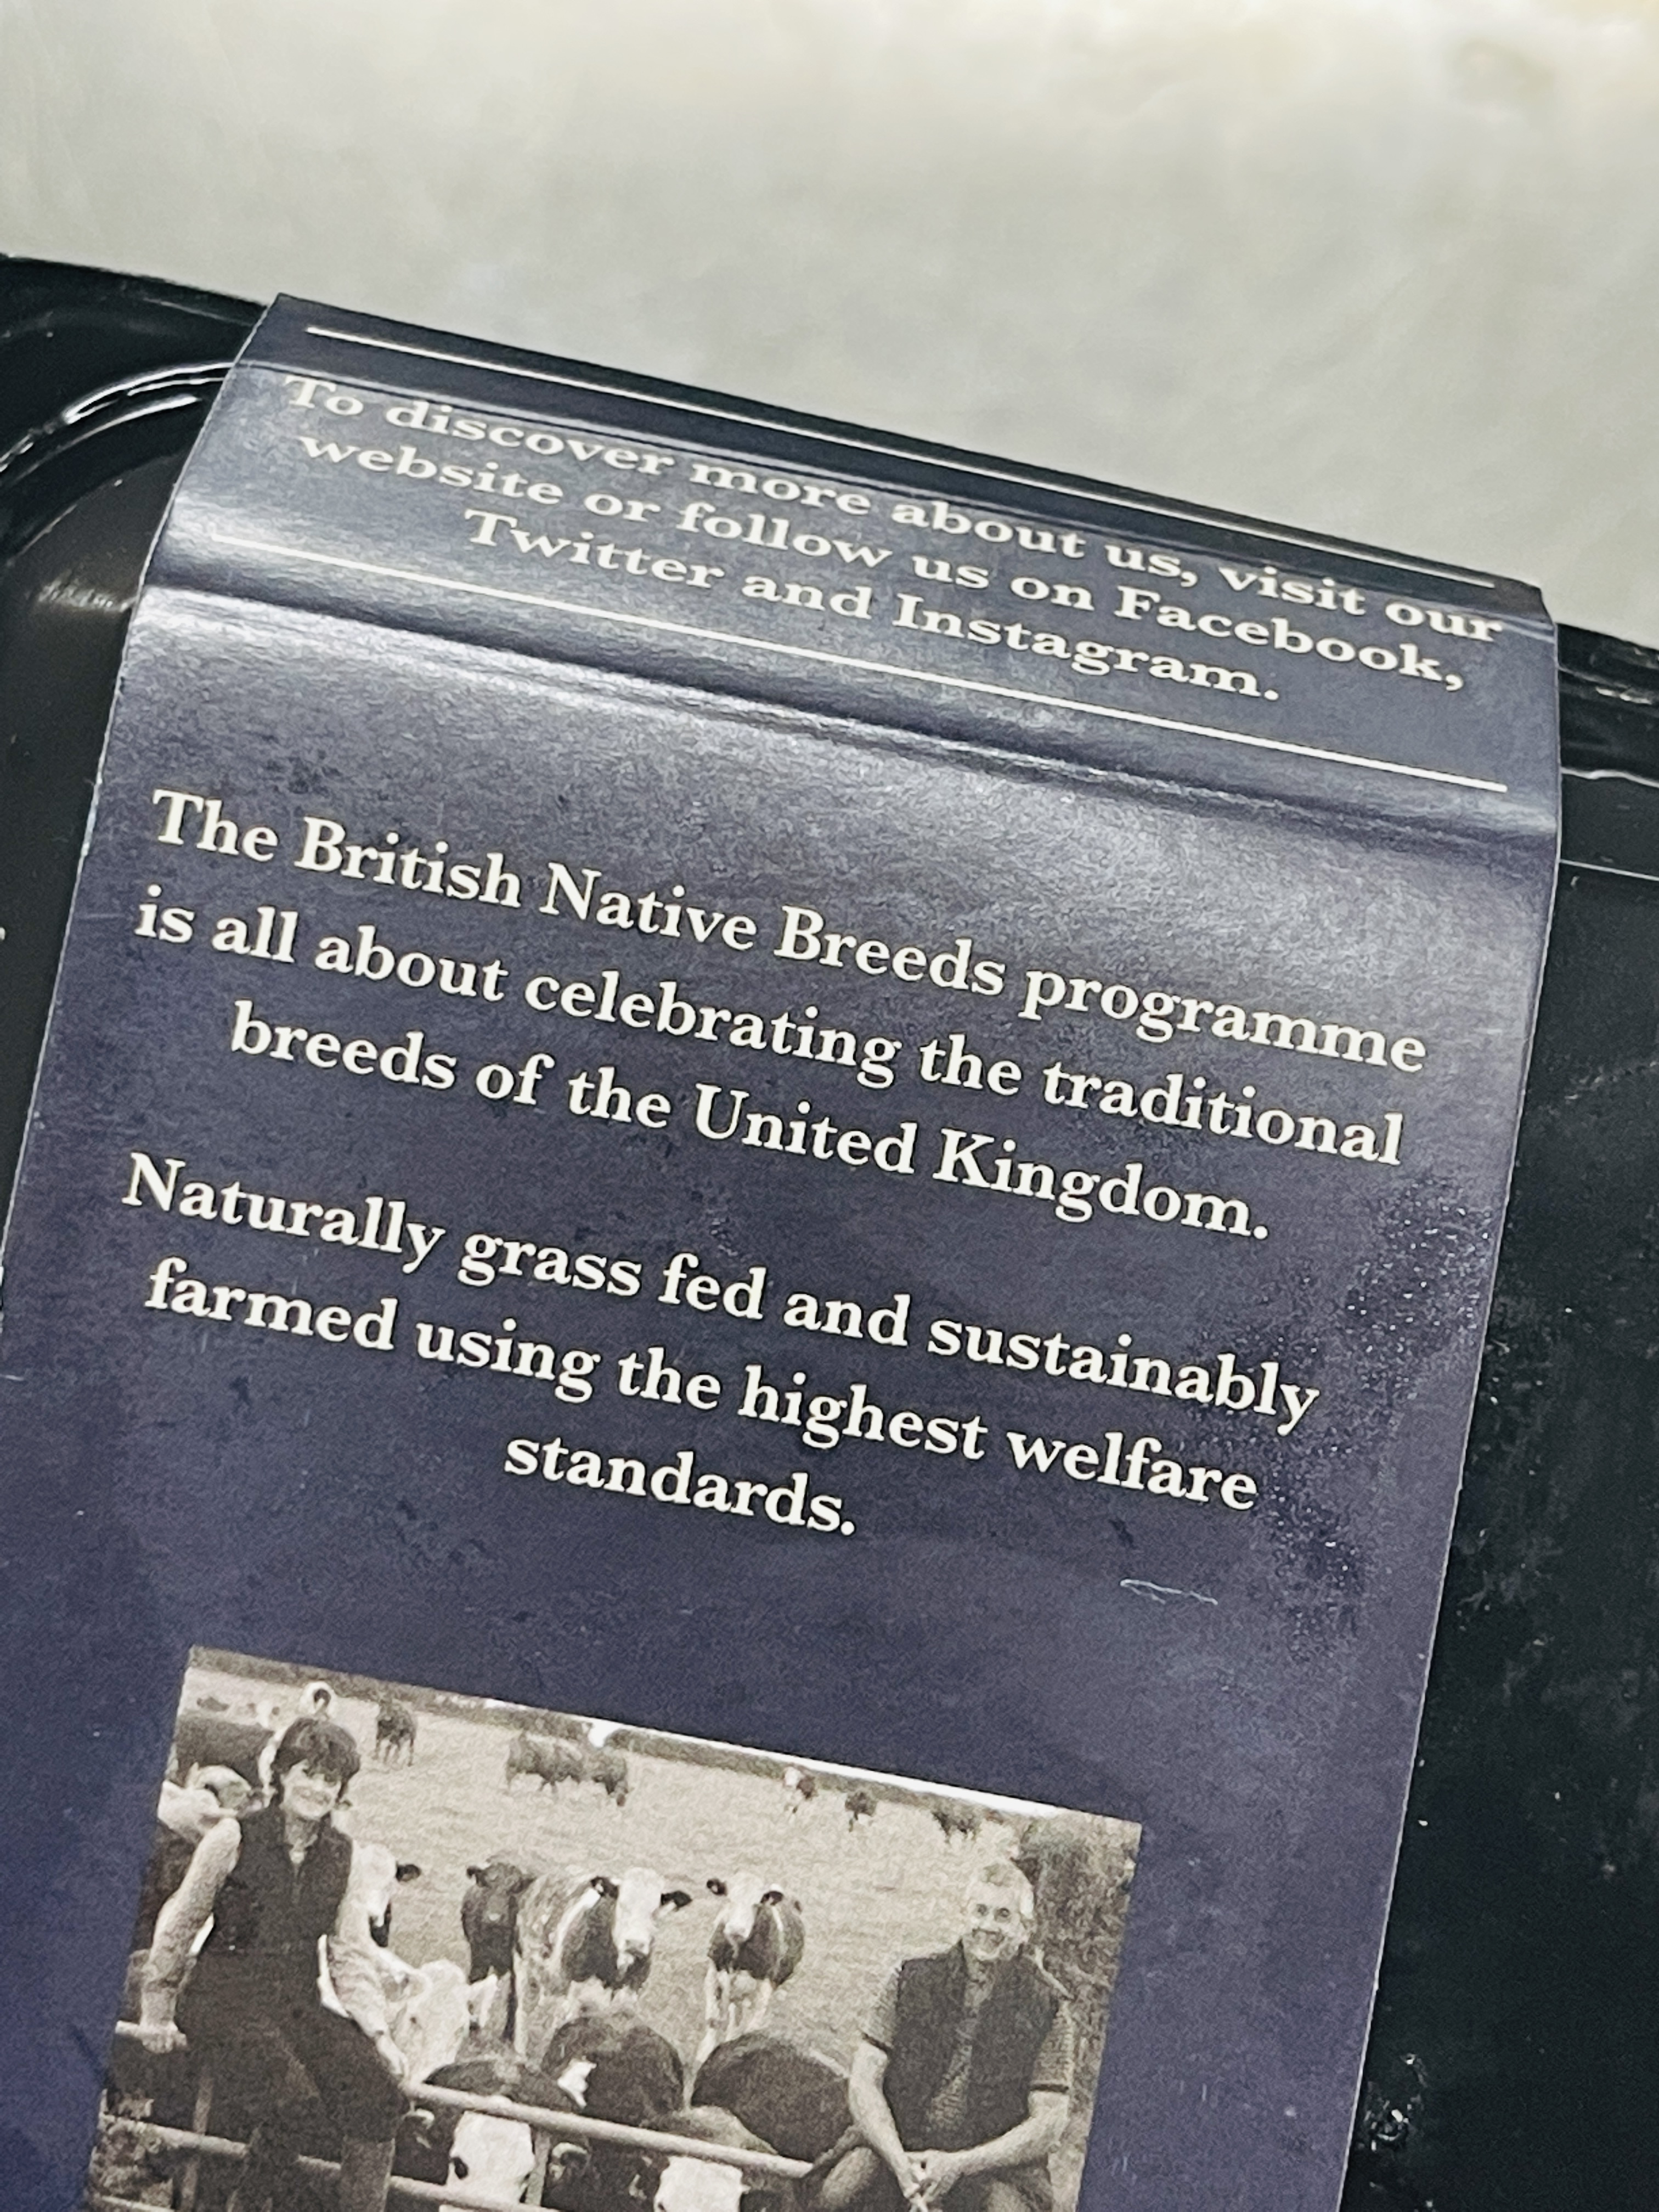 To discover more about us, visit our
website or follow us on Facebook,
Twitter and Instagram.
The British Native Breeds programme
is all about celebrating the traditional
breeds of the United Kingdom.
Naturally grass fed and sustainably
farmed using the highest welfare
standards.